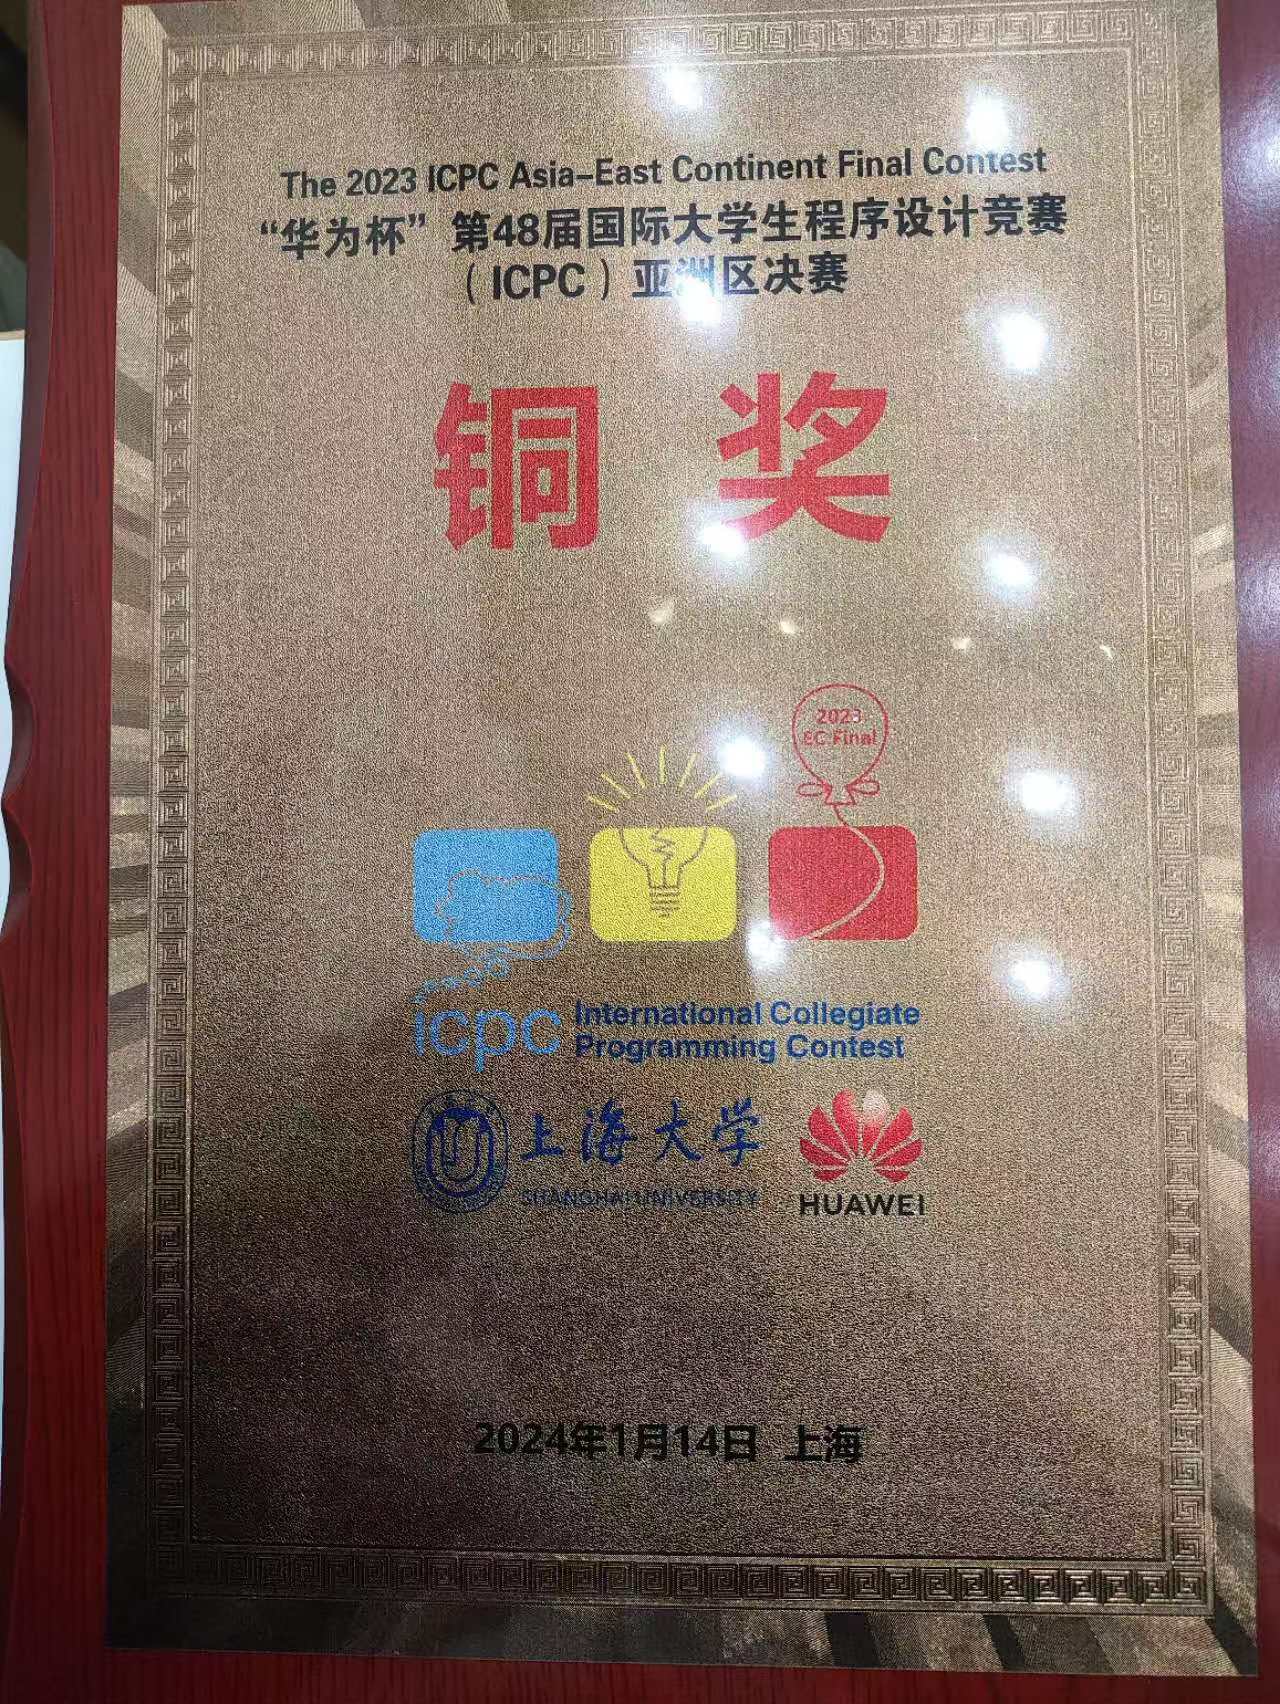 The 2023 ICPC Asia-East Continent Final Contest
“华为杯”第48届国际大学生程序设计竞赛
（ICPC）亚洲区决赛
铜 奖
2023
EC Final
icpc International Collegiate
Programming Contest
上海大学
SHANGHAI UNIVERSITY
HUAWEI
2024年1月14日 上海